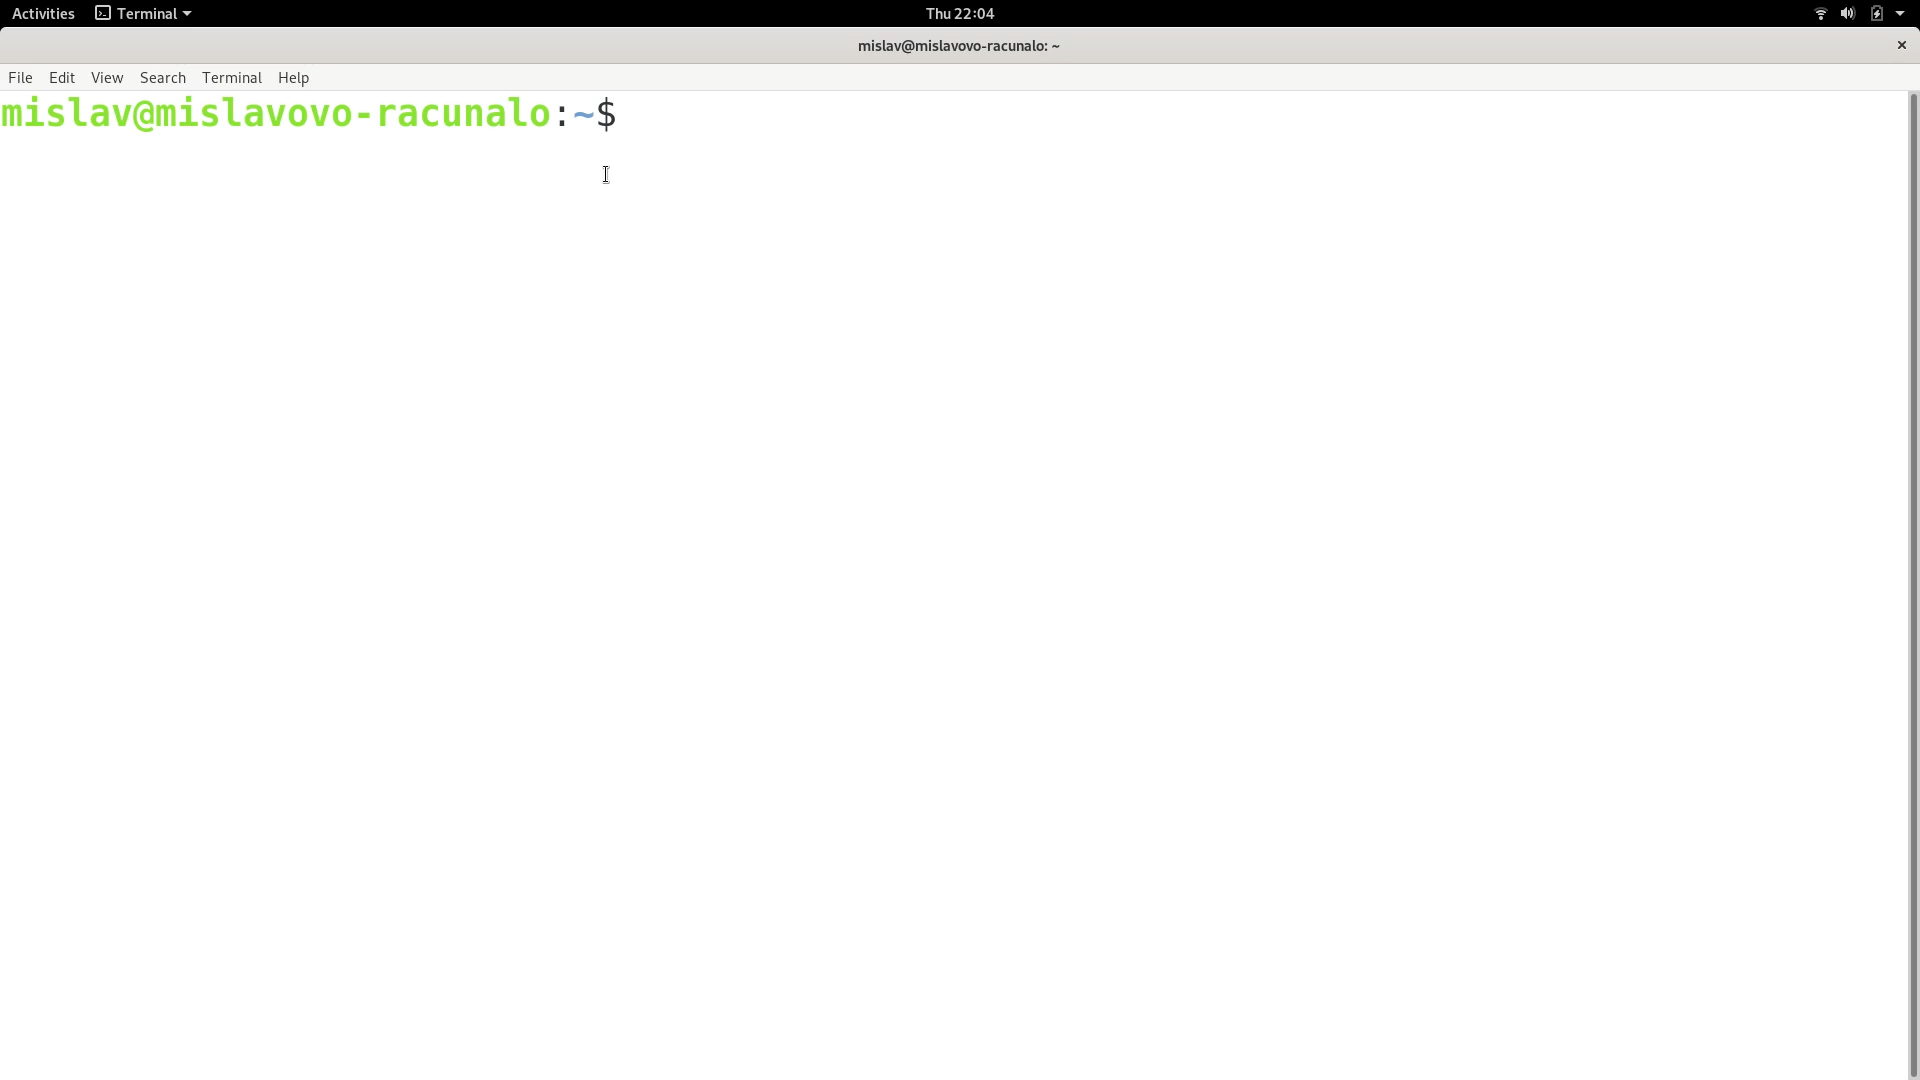 Activities Terminal Thu 22:04
mislav@mislavovo-racunalo: ~
File Edit View Search Terminal Help
mislav@mislavovo-racunalo:~$